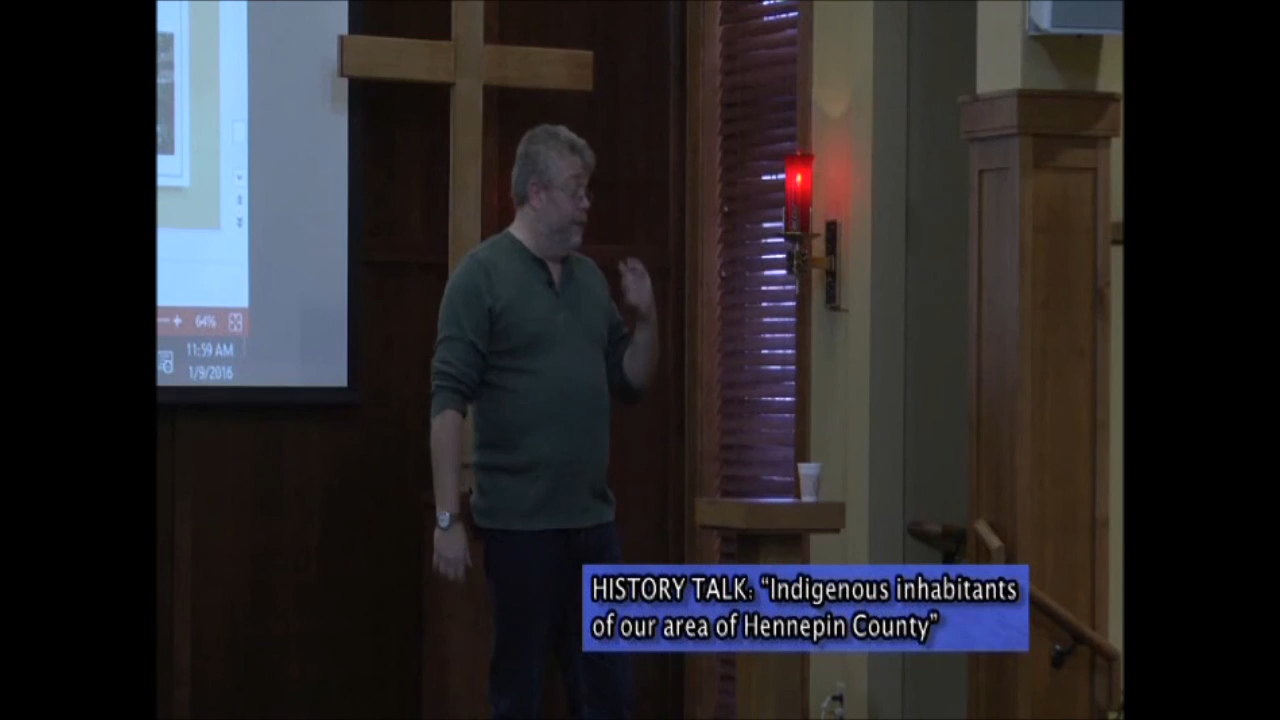 64%
11:59 AM
1/9/2016
HISTORY TALK: “Indigenous inhabitants
of our area of Hennepin County”